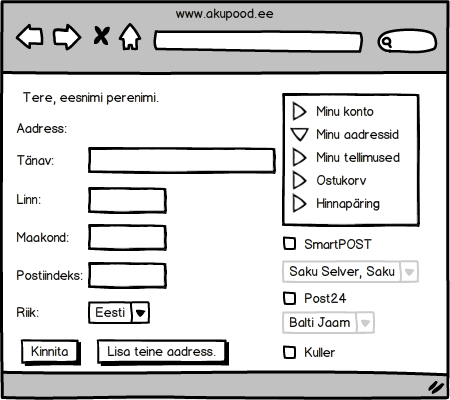 www.akupood.ee
Tere, eesnimi perenimi.
Aadress:
Tänav:
Linn:
Maakond:
Postiindeks:
Riik:
Eesti
Kinnita
Lisa teine aadress.
Minu konto
Minu aadressid
Minu tellimused
Ostukorv
Hinnapäring
SmartPOST
Saku Selver, Saku
Post24
Balti Jaam
Kuller